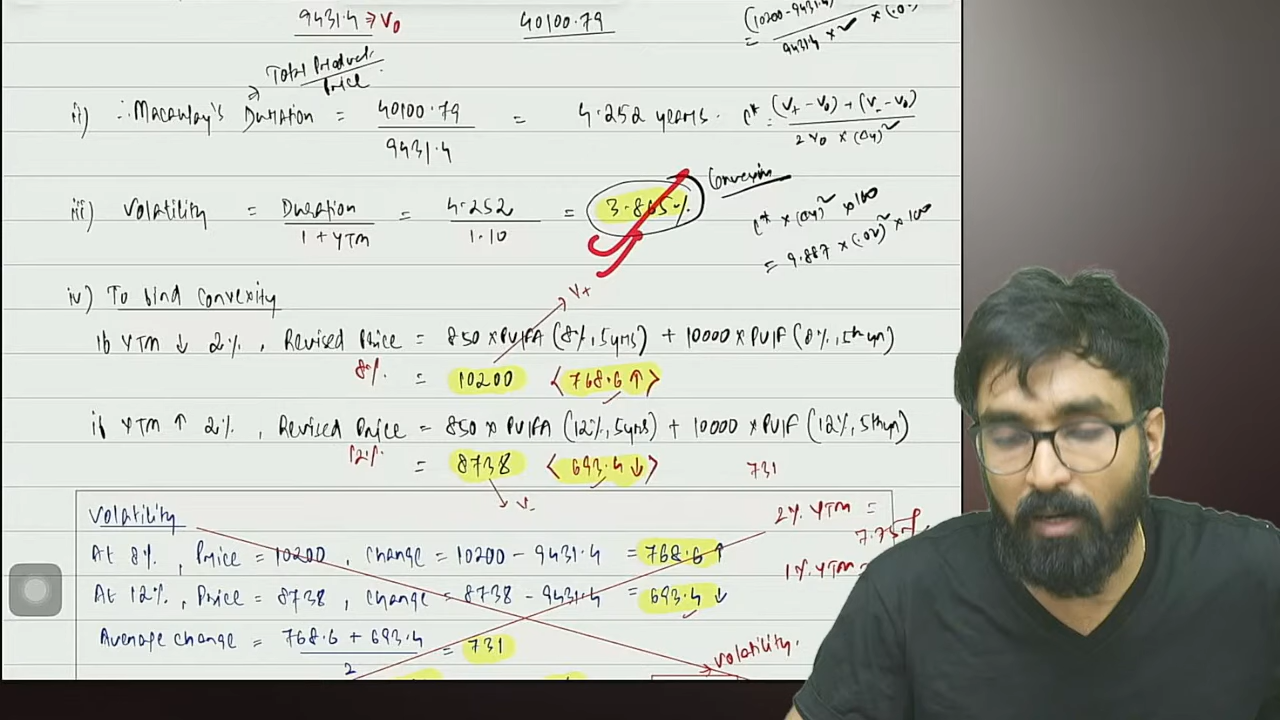 9431.4 → V₀
40100.79
(10200-9431.4)
= 9431.4 × 2 × (.0
⇒ Total Product
Price
ii) ∴ Macaulay's Duration = 40100.79 / 9431.4 = 4.252 years.
C* = (V₊ - V₀) + (V₋ - V₀) / 2V₀ × (Δy)²
iii) Volatility = Duration / 1 + YTM = 4.252 / 1.10 = 3.865%
Convexity
C* × (Δy)² × 100
= 9.887 × (.02)² × 100
iv) To find Convexity
V+
If YTM ↓ 2%, Revised Price = 850 × PVIFA (8%, 5yrs) + 10000 × PVIF (8%, 5thyr)
8%
= 10200 < 768.6 ↑ >
if YTM ↑ 2%, Revised Price = 850 × PVIFA (12%, 5yrs) + 10000 × PVIF (12%, 5thyr)
12%
= 8738 < 693.4 ↓ >
731
V-
Volatility
2% YTM =
7.75%
At 8%, Price = 10200, Change = 10200 - 9431.4 = 768.6 ↑
1% YTM =
At 12%, Price = 8738, Change = 8738 - 9431.4 = 693.4 ↓
Average change = 768.6 + 693.4 / 2 = 731
→ volatility.